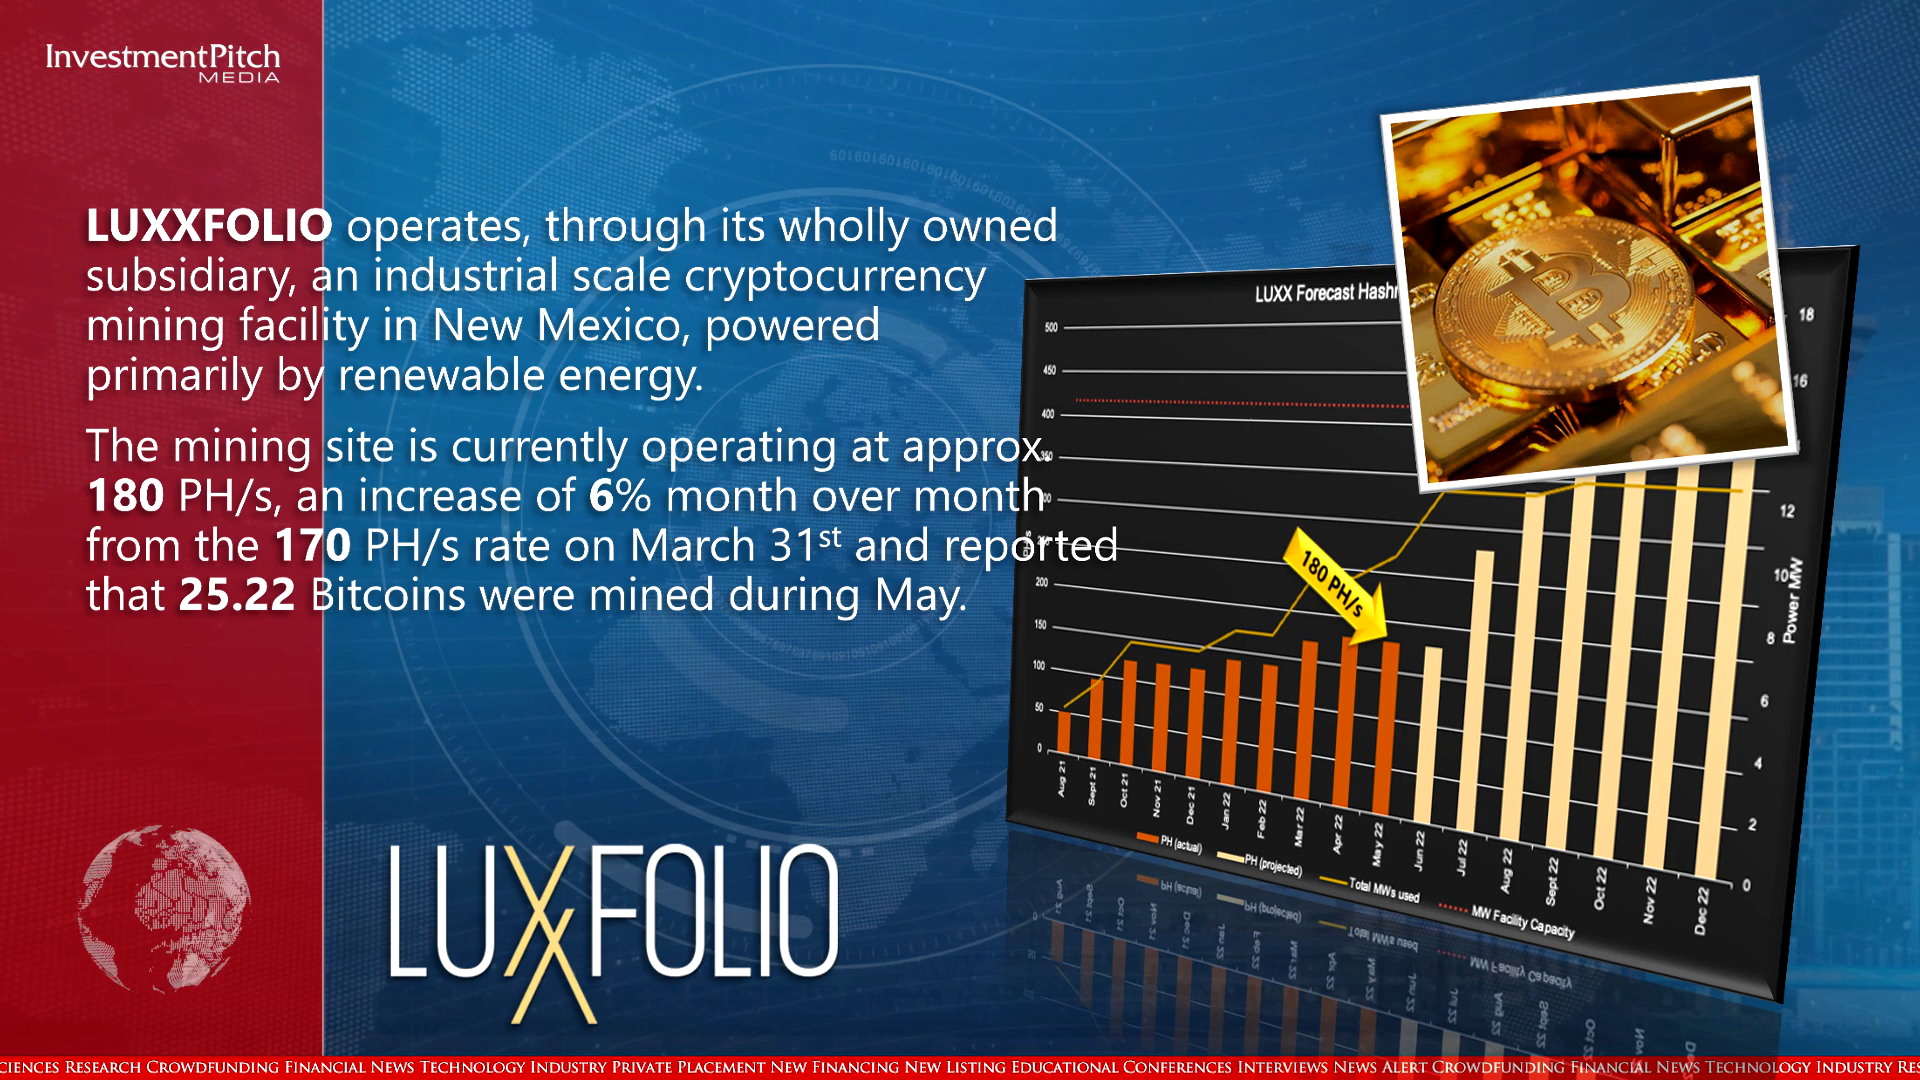 InvestmentPitch
MEDIA
LUXXFOLIO operates, through its wholly owned
subsidiary, an industrial scale cryptocurrency
mining facility in New Mexico, powered
primarily by renewable energy.
The mining site is currently operating at approx.
180 PH/s, an increase of 6% month over month
from the 170 PH/s rate on March 31st and reported
that 25.22 Bitcoins were mined during May.
LUXX Forecast
500
450
400
200
150
100
50
0
18
16
12
10
8
6
4
2
0
Power MW
180 PH/s
Aug 21
Sept 21
Oct 21
Nov 21
Dec 21
Jan 22
Feb 22
Mar 22
Apr 22
May 22
Jun 22
Jul 22
Aug 22
Sept 22
Oct 22
Nov 22
Dec 22
PH (actual)
PH (projected)
Total MWs used
MW Facility Capacity
LUXXFOLIO
CIENCES RESEARCH CROWDFUNDING FINANCIAL NEWS TECHNOLOGY INDUSTRY PRIVATE PLACEMENT NEW FINANCING NEW LISTING EDUCATIONAL CONFERENCES INTERVIEWS NEWS ALERT CROWDFUNDING FINANCIAL NEWS TECHNOLOGY INDUSTRY RES